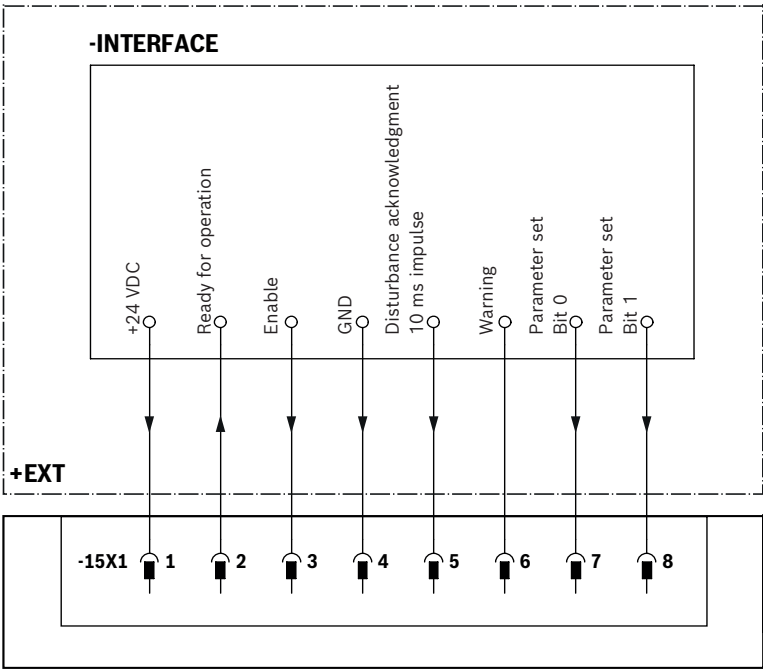 -INTERFACE
+24 VDC
Ready for operation
Enable
GND
Disturbance acknowledgment
10 ms impulse
Warning
Parameter set
Bit 0
Parameter set
Bit 1
+EXT
-15X1 1 2 3 4 5 6 7 8